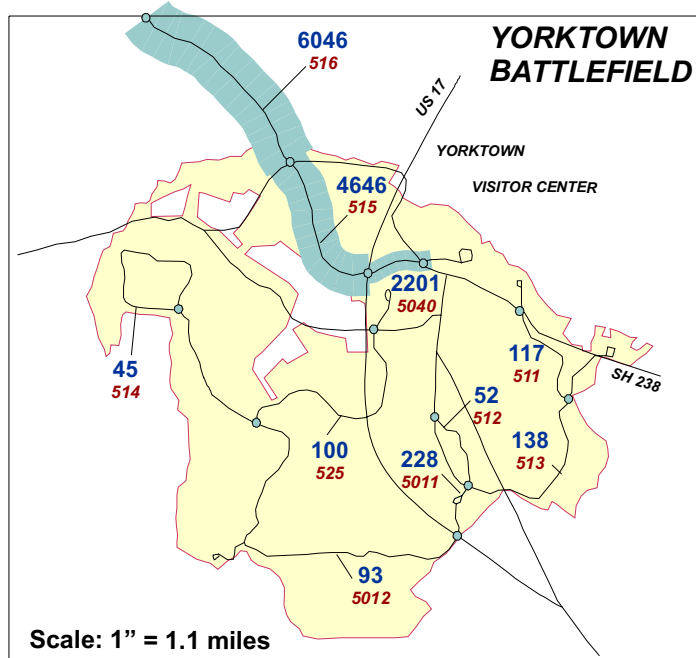 YORKTOWN
BATTLEFIELD
6046
516
US 17
YORKTOWN
VISITOR CENTER
4646
515
2201
5040
117
511
SH 238
45
514
52
512
100
525
228
5011
138
513
93
5012
Scale: 1” = 1.1 miles